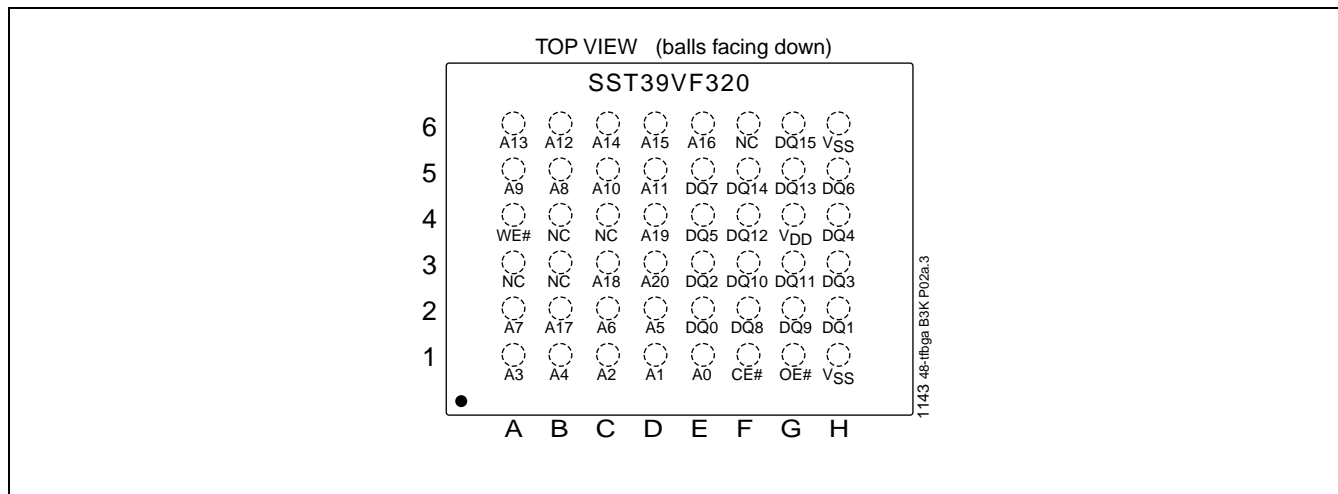 TOP VIEW (balls facing down)
SST39VF320
6
A13 A12 A14 A15 A16 NC DQ15 VSS
5
A9 A8 A10 A11 DQ7 DQ14 DQ13 DQ6
4
WE# NC NC A19 DQ5 DQ12 VDD DQ4
3
NC NC A18 A20 DQ2 DQ10 DQ11 DQ3
2
A7 A17 A6 A5 DQ0 DQ8 DQ9 DQ1
1
A3 A4 A2 A1 A0 CE# OE# VSS
A B C D E F G H
1143 48-tfbga B3K P02a.3